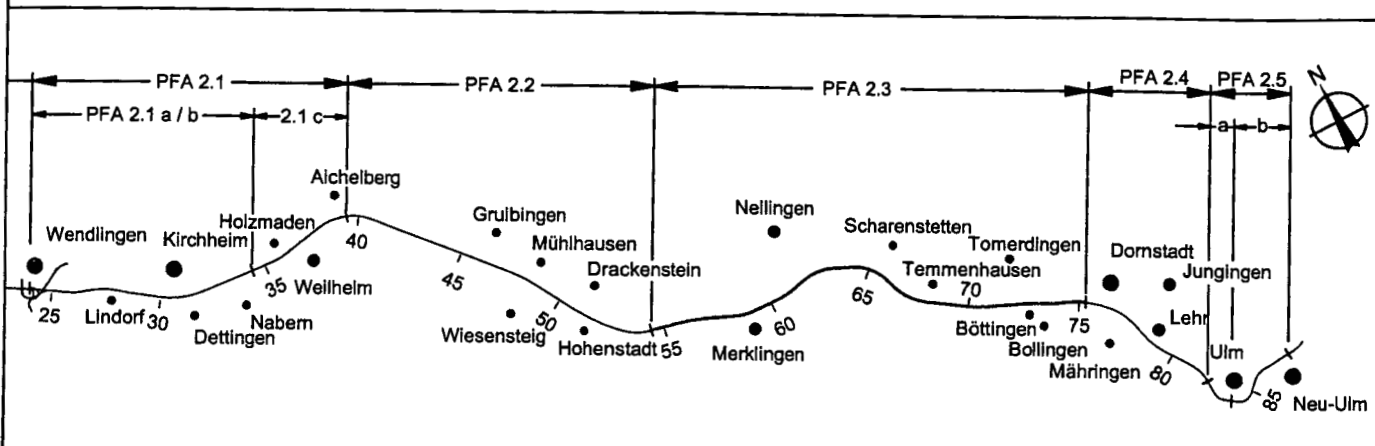 PFA 2.1
PFA 2.2
PFA 2.3
PFA 2.4
PFA 2.5
N
PFA 2.1 a / b
2.1 c
a
b
Aichelberg
Wendlingen
Kirchheim
Holzmaden
Weilheim
Lindorf
Dettingen
Nabern
25
30
35
40
Gruibingen
Mühlhausen
Drackenstein
Wiesensteig
Hohenstadt
45
50
55
Nellingen
Merklingen
Scharenstetten
Temmenhausen
Tomerdingen
Böttingen
Bollingen
Mähringen
60
65
70
75
Dornstadt
Jungingen
Lehr
Ulm
Neu-Ulm
80
85